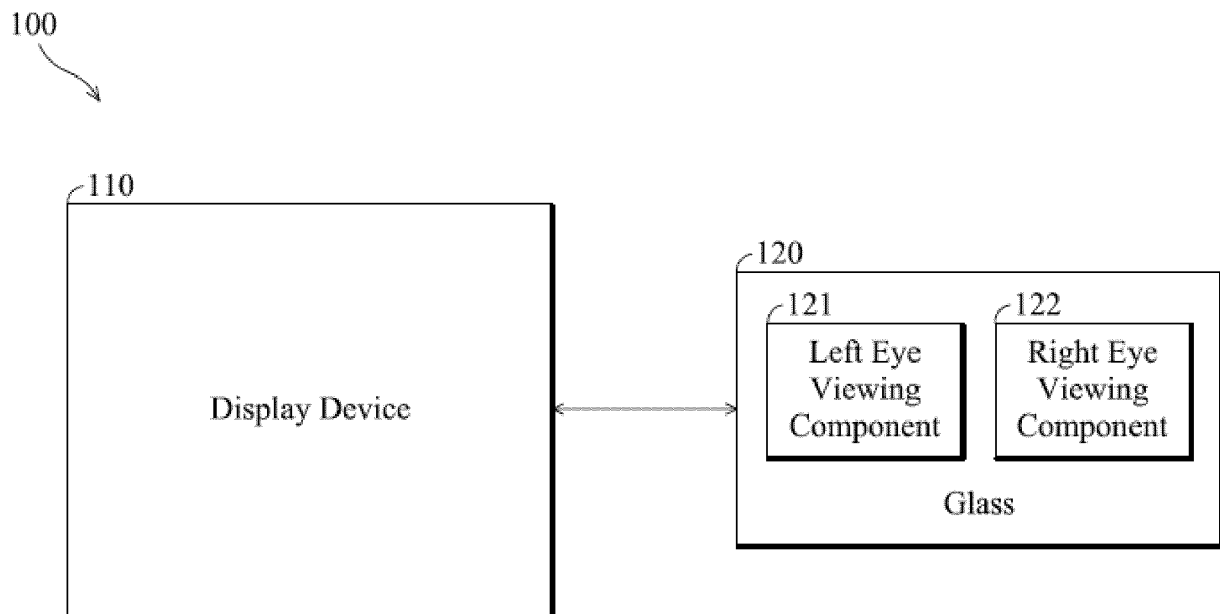 100
110
120
121
122
Left Eye
Viewing
Component
Right Eye
Viewing
Component
Display Device
Glass